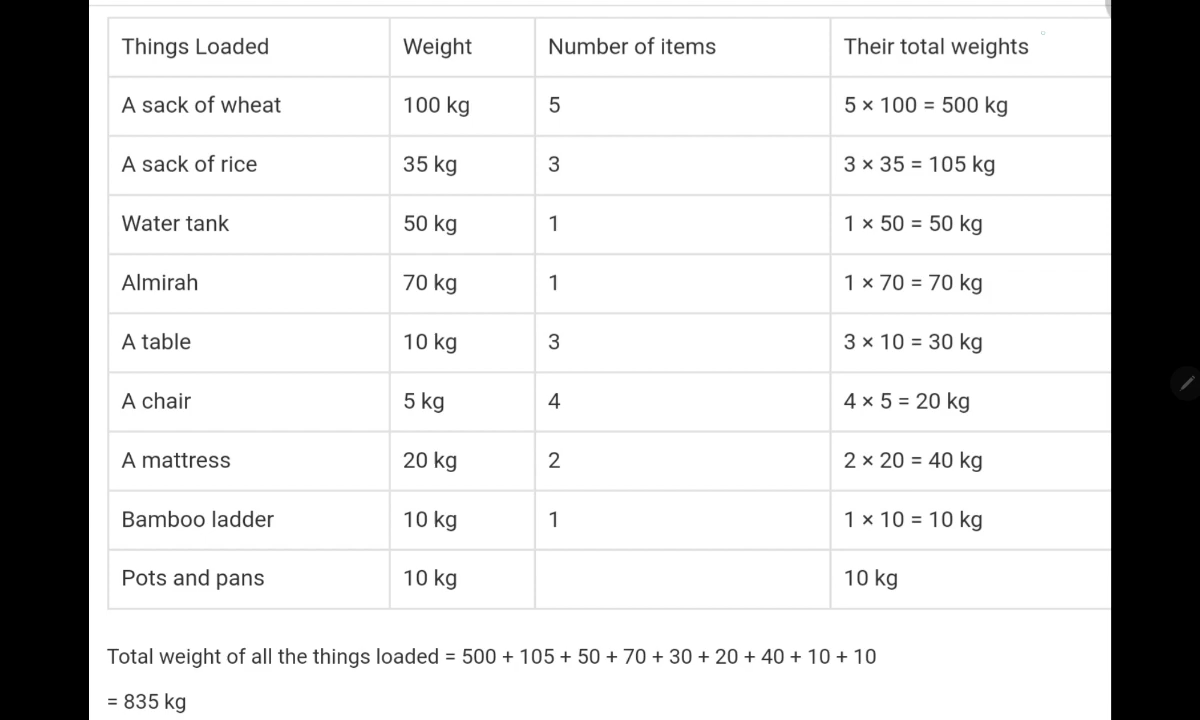 Things Loaded Weight Number of items Their total weights
A sack of wheat 100 kg 5 5 × 100 = 500 kg
A sack of rice 35 kg 3 3 × 35 = 105 kg
Water tank 50 kg 1 1 × 50 = 50 kg
Almirah 70 kg 1 1 × 70 = 70 kg
A table 10 kg 3 3 × 10 = 30 kg
A chair 5 kg 4 4 × 5 = 20 kg
A mattress 20 kg 2 2 × 20 = 40 kg
Bamboo ladder 10 kg 1 1 × 10 = 10 kg
Pots and pans 10 kg 10 kg
Total weight of all the things loaded = 500 + 105 + 50 + 70 + 30 + 20 + 40 + 10 + 10
= 835 kg